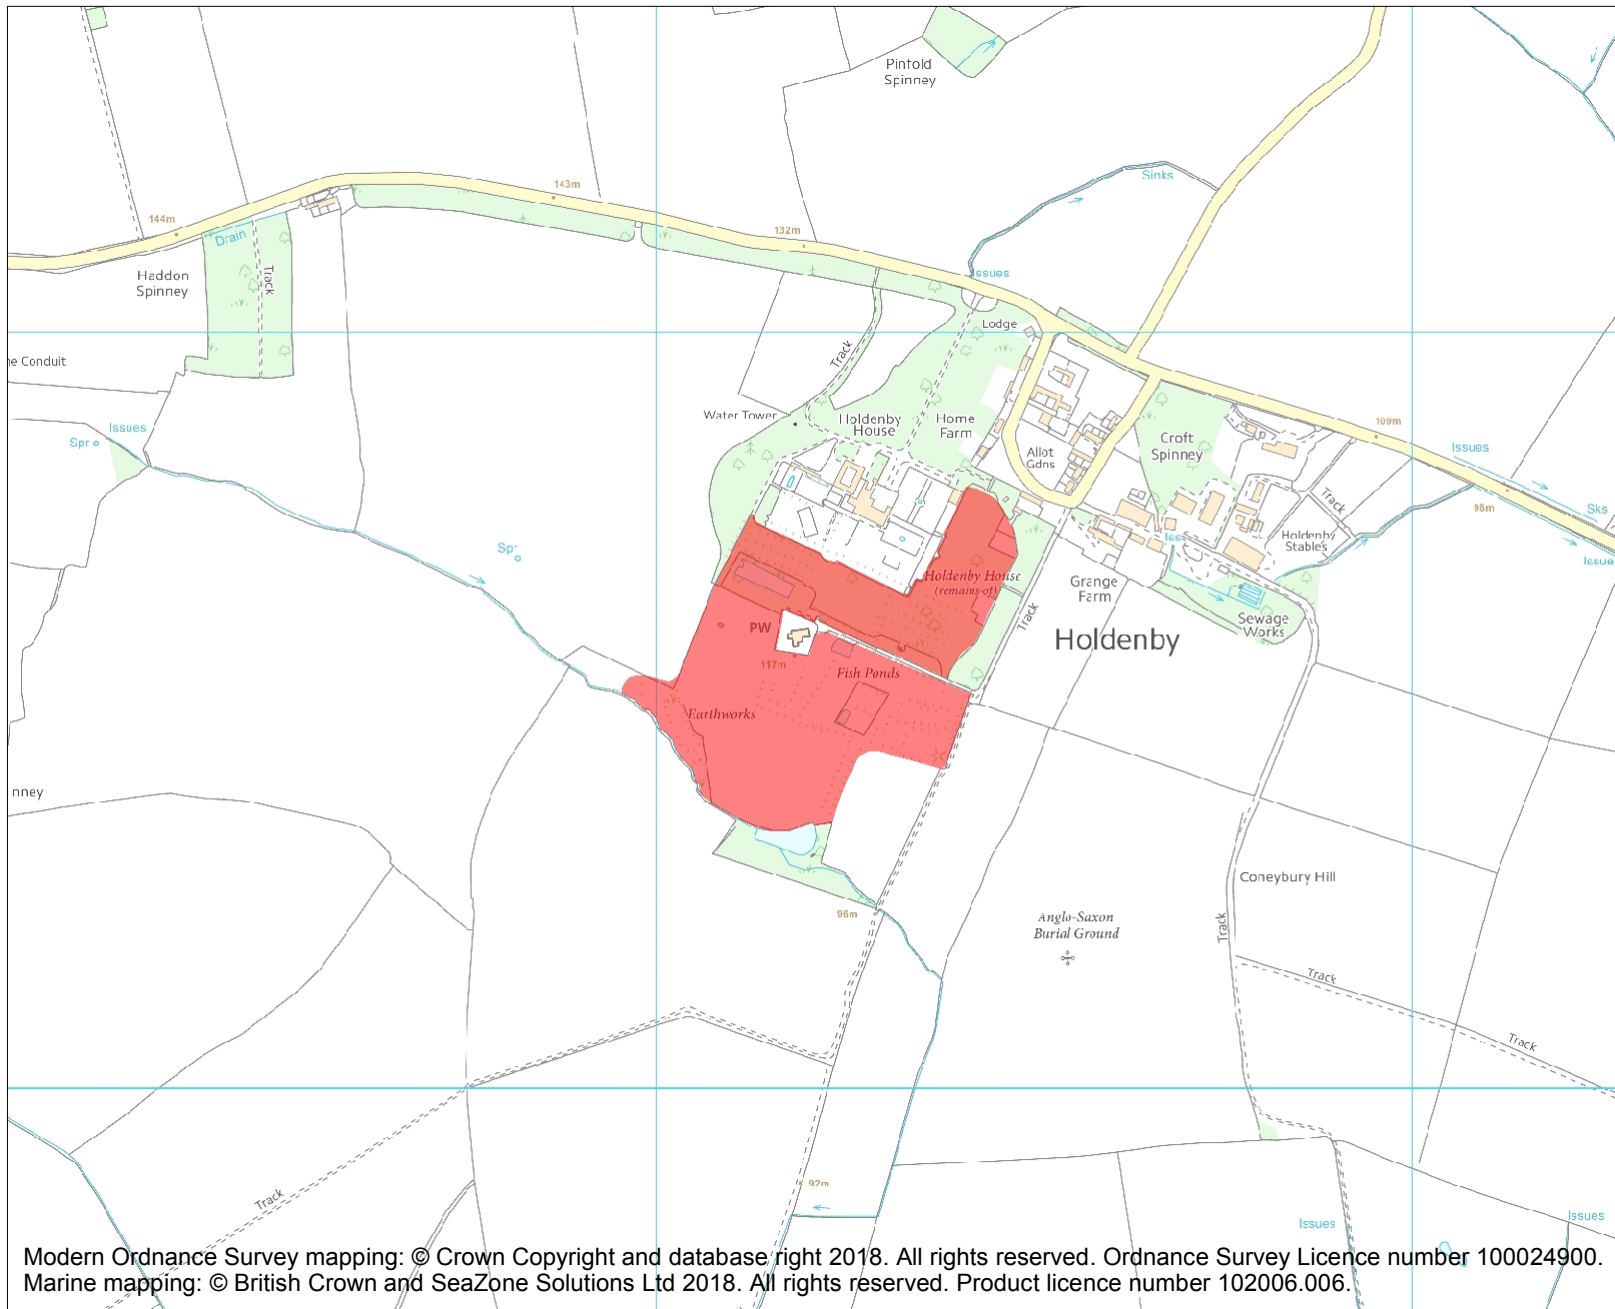 Pinfold
Spinney
Sinks
143m
144m
Drain
132m
Haddon
Spinney
Track
Issues
Lodge
ne Conduit
Track
Water Tower
Holdenby
House
Home
Farm
109m
Issues
Spr
Croft
Spinney
Allot
Gdns
Issues
Track
Sks
98m
Holdenby
Stables
Iss
Spr
Issue
Holdenby House
(remains of)
Grange
Farm
Track
Sewage
Works
PW
Holdenby
117m
Fish Ponds
Earthworks
nney
Coneybury Hill
96m
Anglo-Saxon
Burial Ground
Track
Track
Track
Track
92m
Issues
Issues
Modern Ordnance Survey mapping: © Crown Copyright and database right 2018. All rights reserved. Ordnance Survey Licence number 100024900.
Marine mapping: © British Crown and SeaZone Solutions Ltd 2018. All rights reserved. Product licence number 102006.006.